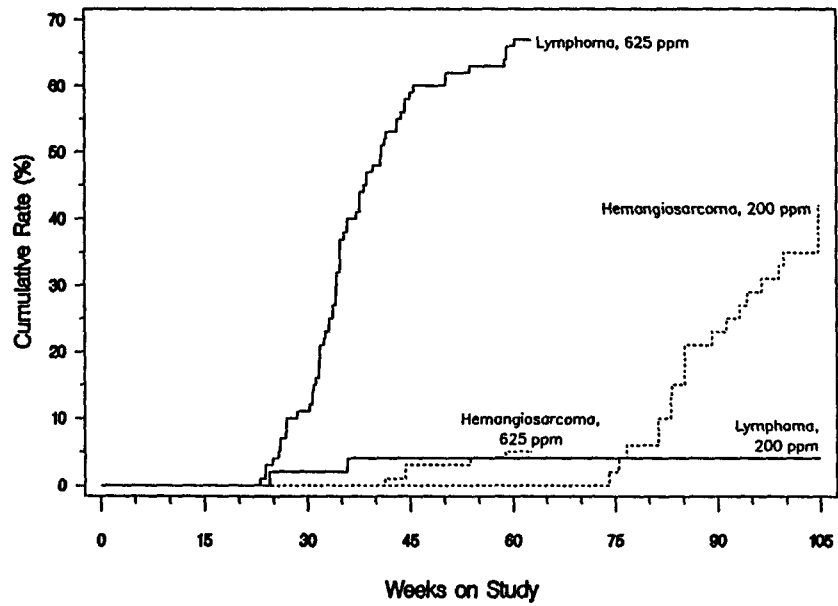 70
Lymphoma, 625 ppm
60
50
40
Hemangiosarcoma, 200 ppm
30
20
10
Hemangiosarcoma,
625 ppm
Lymphoma,
200 ppm
0
Cumulative Rate (%)
0 15 30 45 60 75 90 105
Weeks on Study